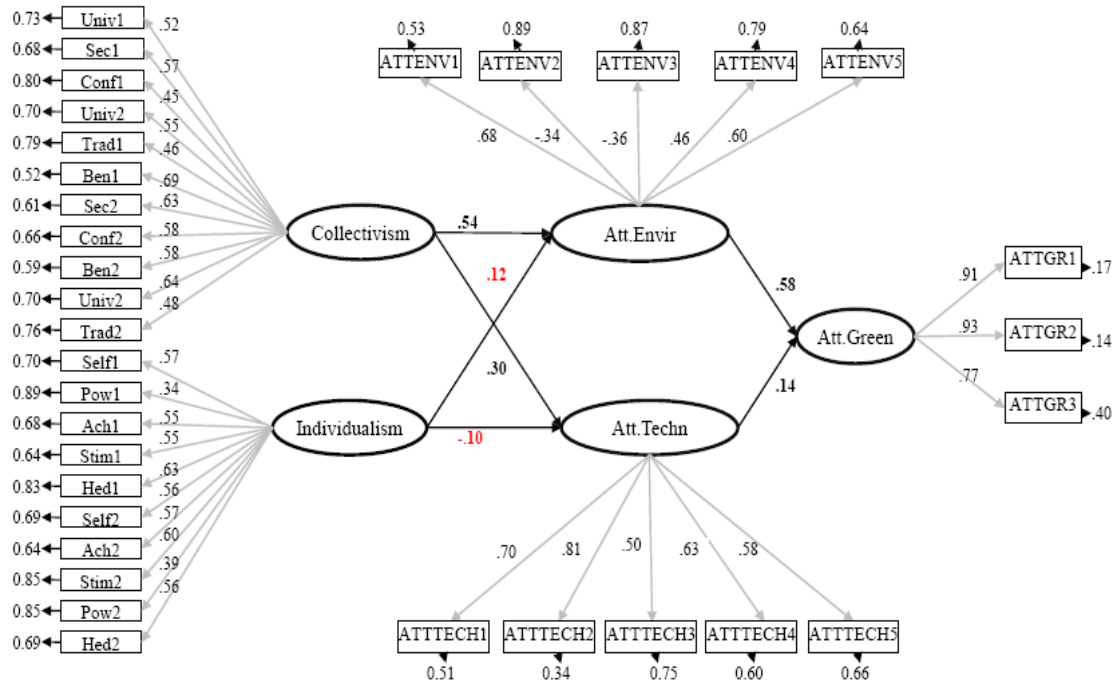 0.73 Univ1 .52
0.68 Sec1 .57
0.80 Conf1 .45
0.70 Univ2 .55
0.79 Trad1 .46
0.52 Ben1 .69
0.61 Sec2 .63
0.66 Conf2 .58
0.59 Ben2 .58
0.70 Univ2 .64
0.76 Trad2 .48
0.70 Self1 .57
0.89 Pow1 .34
0.68 Ach1 .55
0.64 Stim1 .55
0.83 Hed1 .63
0.69 Self2 .56
0.64 Ach2 .57
0.85 Stim2 .60
0.85 Pow2 .39
0.69 Hed2 .56
0.53 0.89 0.87 0.79 0.64
ATTENV1 ATTENV2 ATTENV3 ATTENV4 ATTENV5
.68 -.34 -.36 .46 .60
Collectivism .54 Att.Envir
.12
.30
Individualism -.10 Att.Techn
.58
.14
Att.Green
.91 ATTGR1 .17
.93 ATTGR2 .14
.77 ATTGR3 .40
.70 .81 .50 .63 .58
ATTTECH1 ATTTECH2 ATTTECH3 ATTTECH4 ATTTECH5
0.51 0.34 0.75 0.60 0.66